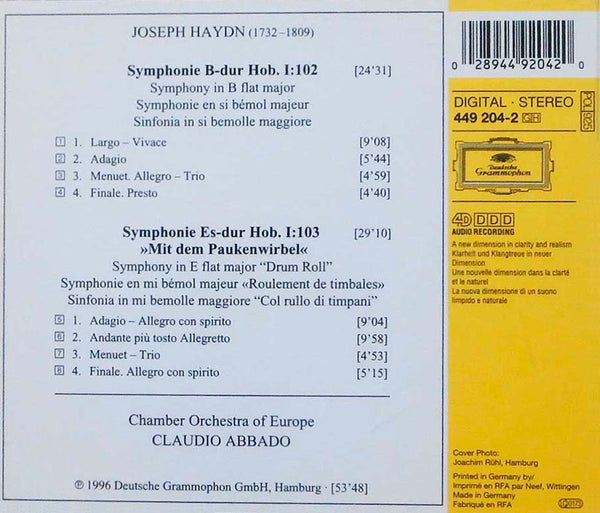 JOSEPH HAYDN (1732–1809)
Symphonie B-dur Hob. I:102 [24'31]
Symphony in B flat major
Symphonie en si bémol majeur
Sinfonia in si bemolle maggiore
1 1. Largo – Vivace [9'08]
2 2. Adagio [5'44]
3 3. Menuet. Allegro – Trio [4'59]
4 4. Finale. Presto [4'40]
Symphonie Es-dur Hob. I:103 [29'10]
»Mit dem Paukenwirbel«
Symphony in E flat major “Drum Roll”
Symphonie en mi bémol majeur «Roulement de timbales»
Sinfonia in mi bemolle maggiore “Col rullo di timpani”
5 1. Adagio – Allegro con spirito [9'04]
6 2. Andante più tosto Allegretto [9'58]
7 3. Menuet – Trio [4'53]
8 4. Finale. Allegro con spirito [5'15]
Chamber Orchestra of Europe
CLAUDIO ABBADO
℗ 1996 Deutsche Grammophon GmbH, Hamburg · [53'48]
0 28944 92042 0
DIGITAL · STEREO
449 204-2 GH
Deutsche
Grammophon
4D DDD
AUDIO RECORDING
A new dimension in clarity and realism
Klarheit und Klangtreue in neuer
Dimension
Une nouvelle dimension dans la clarté
et le naturel
La nuova dimensione di un suono
limpido e naturale
Cover Photo:
Joachim Rühl, Hamburg
Printed in Germany by/
Imprimé en RFA par Neef, Wittingen
Made in Germany
Fabriqué en RFA